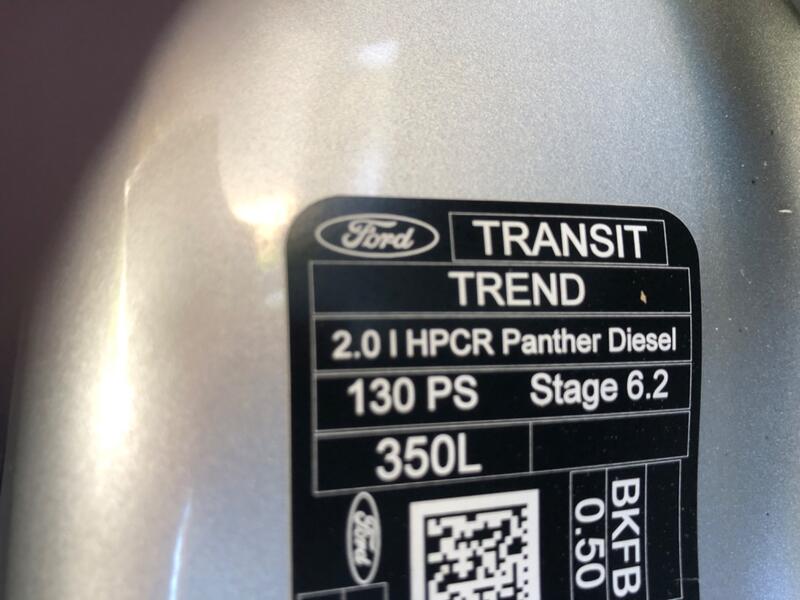 Ford TRANSIT
TREND
2.0 l HPCR Panther Diesel
130 PS Stage 6.2
350L
Ford
BKFB
0.50